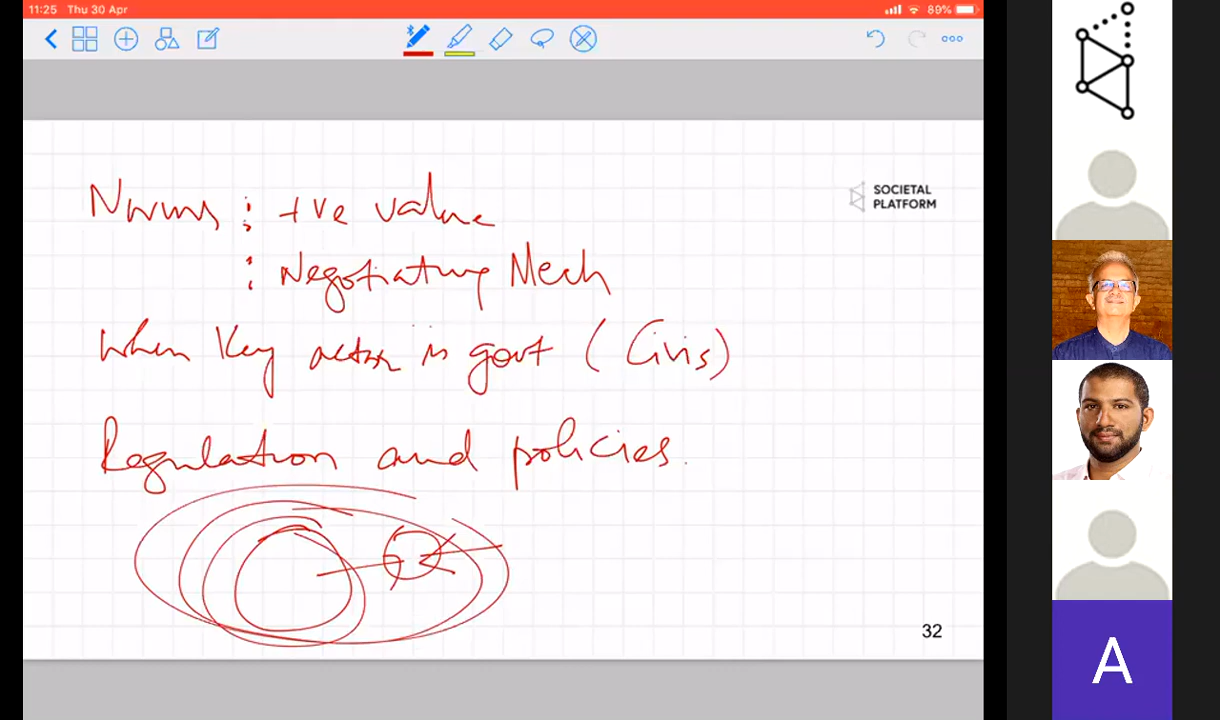 11:25 Thu 30 Apr
89%
SOCIETAL
PLATFORM
Norms : +ve value
: Negotiating Mech
When Key actor is govt (Civis)
Regulation and policies.
32
A